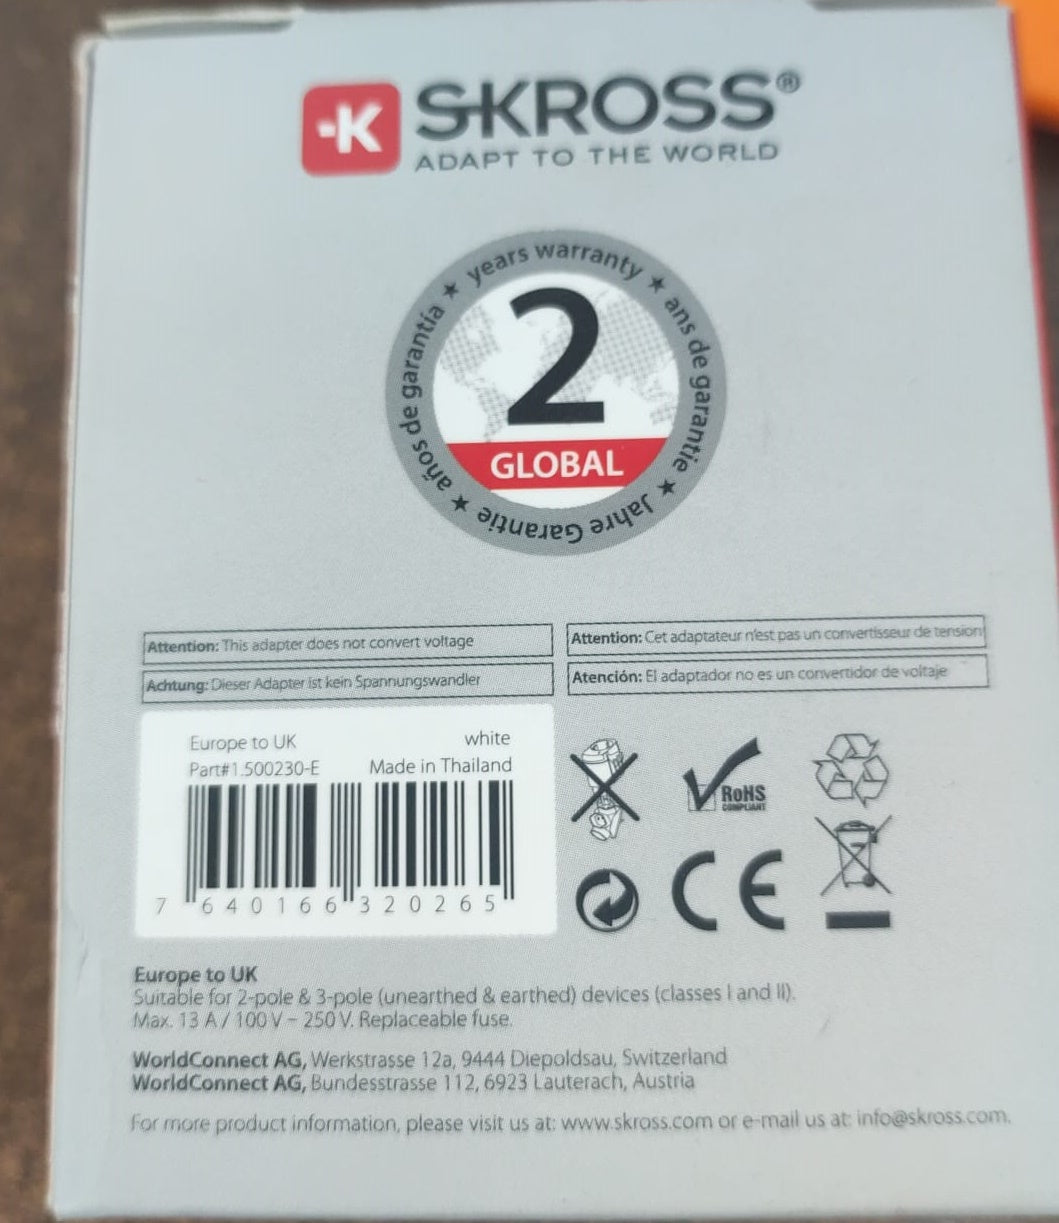 K SKROSS®
ADAPT TO THE WORLD
years warranty ★ ans de garantie ★ Jahre Garantie ★ años de garantía ★
2
GLOBAL
Attention: This adapter does not convert voltage
Attention: Cet adaptateur n'est pas un convertisseur de tension
Achtung: Dieser Adapter ist kein Spannungswandler
Atención: El adaptador no es un convertidor de voltaje
Europe to UK white
Part#1.500230-E Made in Thailand
7 640166 320265
RoHS
COMPLIANT
CE
Europe to UK
Suitable for 2-pole & 3-pole (unearthed & earthed) devices (classes I and II).
Max. 13 A / 100 V – 250 V. Replaceable fuse.
WorldConnect AG, Werkstrasse 12a, 9444 Diepoldsau, Switzerland
WorldConnect AG, Bundesstrasse 112, 6923 Lauterach, Austria
For more product information, please visit us at: www.skross.com or e-mail us at: info@skross.com.